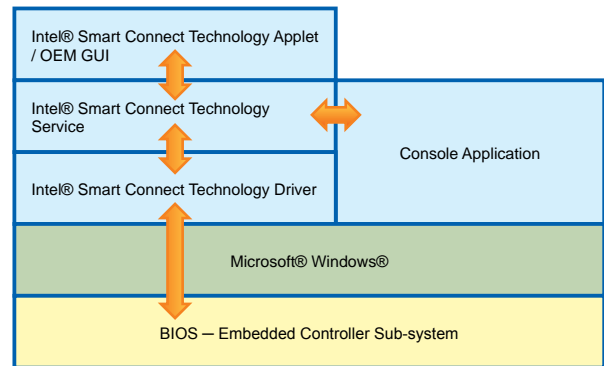 Intel® Smart Connect Technology Applet
/ OEM GUI
Intel® Smart Connect Technology
Service
Console Application
Intel® Smart Connect Technology Driver
Microsoft® Windows®
BIOS — Embedded Controller Sub-system